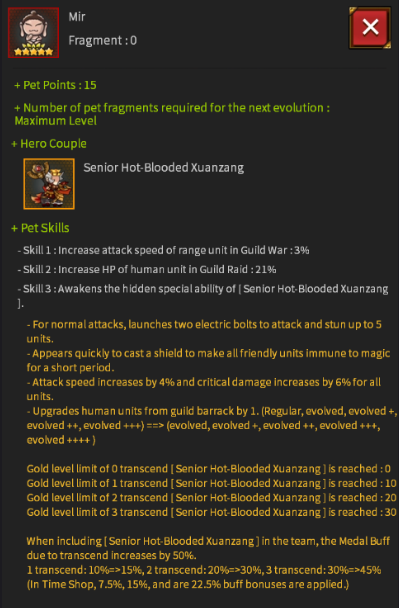 Mir
Fragment : 0
+ Pet Points : 15
+ Number of pet fragments required for the next evolution :
Maximum Level
+ Hero Couple
Senior Hot-Blooded Xuanzang
+ Pet Skills
- Skill 1 : Increase attack speed of range unit in Guild War : 3%
- Skill 2 : Increase HP of human unit in Guild Raid : 21%
- Skill 3 : Awakens the hidden special ability of [ Senior Hot-Blooded Xuanzang
].
- For normal attacks, launches two electric bolts to attack and stun up to 5
units.
- Appears quickly to cast a shield to make all friendly units immune to magic
for a short period.
- Attack speed increases by 4% and critical damage increases by 6% for all
units.
- Upgrades human units from guild barrack by 1. (Regular, evolved, evolved +,
evolved ++, evolved +++) ==> (evolved, evolved +, evolved ++, evolved +++,
evolved ++++ )
Gold level limit of 0 transcend [ Senior Hot-Blooded Xuanzang ] is reached : 0
Gold level limit of 1 transcend [ Senior Hot-Blooded Xuanzang ] is reached : 10
Gold level limit of 2 transcend [ Senior Hot-Blooded Xuanzang ] is reached : 20
Gold level limit of 3 transcend [ Senior Hot-Blooded Xuanzang ] is reached : 30
When including [ Senior Hot-Blooded Xuanzang ] in the team, the Medal Buff
due to transcend increases by 50%.
1 transcend: 10%=>15%, 2 transcend: 20%=>30%, 3 transcend: 30%=>45%
(In Time Shop, 7.5%, 15%, and are 22.5% buff bonuses are applied.)